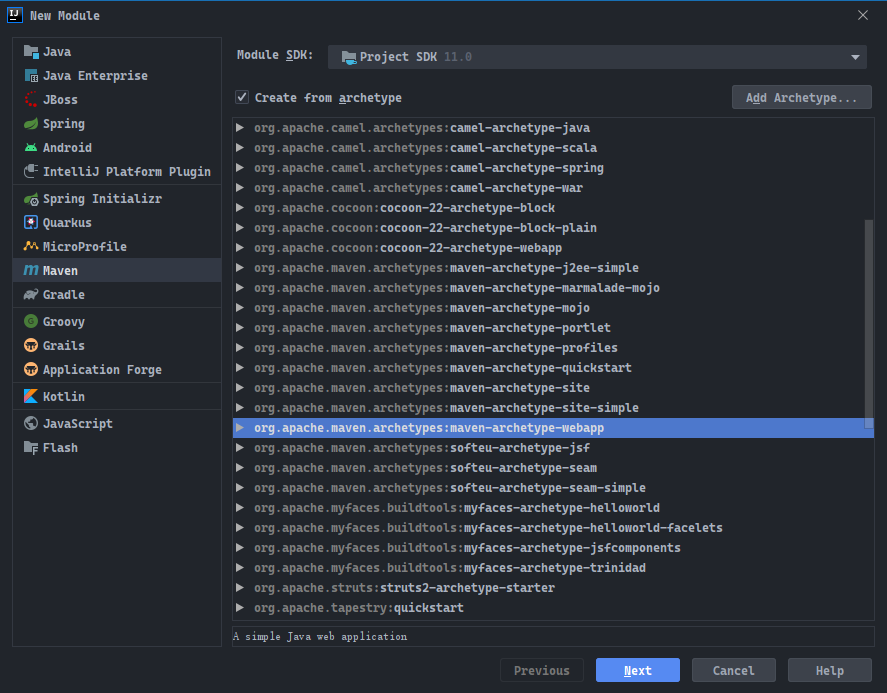 New Module
Java
Java Enterprise
JBoss
Spring
Android
IntelliJ Platform Plugin
Spring Initializr
Quarkus
MicroProfile
Maven
Gradle
Groovy
Grails
Application Forge
Kotlin
JavaScript
Flash
Module SDK: Project SDK 11.0
Create from archetype
Add Archetype...
org.apache.camel.archetypes:camel-archetype-java
org.apache.camel.archetypes:camel-archetype-scala
org.apache.camel.archetypes:camel-archetype-spring
org.apache.camel.archetypes:camel-archetype-war
org.apache.cocoon:cocoon-22-archetype-block
org.apache.cocoon:cocoon-22-archetype-block-plain
org.apache.cocoon:cocoon-22-archetype-webapp
org.apache.maven.archetypes:maven-archetype-j2ee-simple
org.apache.maven.archetypes:maven-archetype-marmalade-mojo
org.apache.maven.archetypes:maven-archetype-mojo
org.apache.maven.archetypes:maven-archetype-portlet
org.apache.maven.archetypes:maven-archetype-profiles
org.apache.maven.archetypes:maven-archetype-quickstart
org.apache.maven.archetypes:maven-archetype-site
org.apache.maven.archetypes:maven-archetype-site-simple
org.apache.maven.archetypes:maven-archetype-webapp
org.apache.maven.archetypes:softeu-archetype-jsf
org.apache.maven.archetypes:softeu-archetype-seam
org.apache.maven.archetypes:softeu-archetype-seam-simple
org.apache.myfaces.buildtools:myfaces-archetype-helloworld
org.apache.myfaces.buildtools:myfaces-archetype-helloworld-facelets
org.apache.myfaces.buildtools:myfaces-archetype-jsfcomponents
org.apache.myfaces.buildtools:myfaces-archetype-trinidad
org.apache.struts:struts2-archetype-starter
org.apache.tapestry:quickstart
A simple Java web application
Previous
Next
Cancel
Help